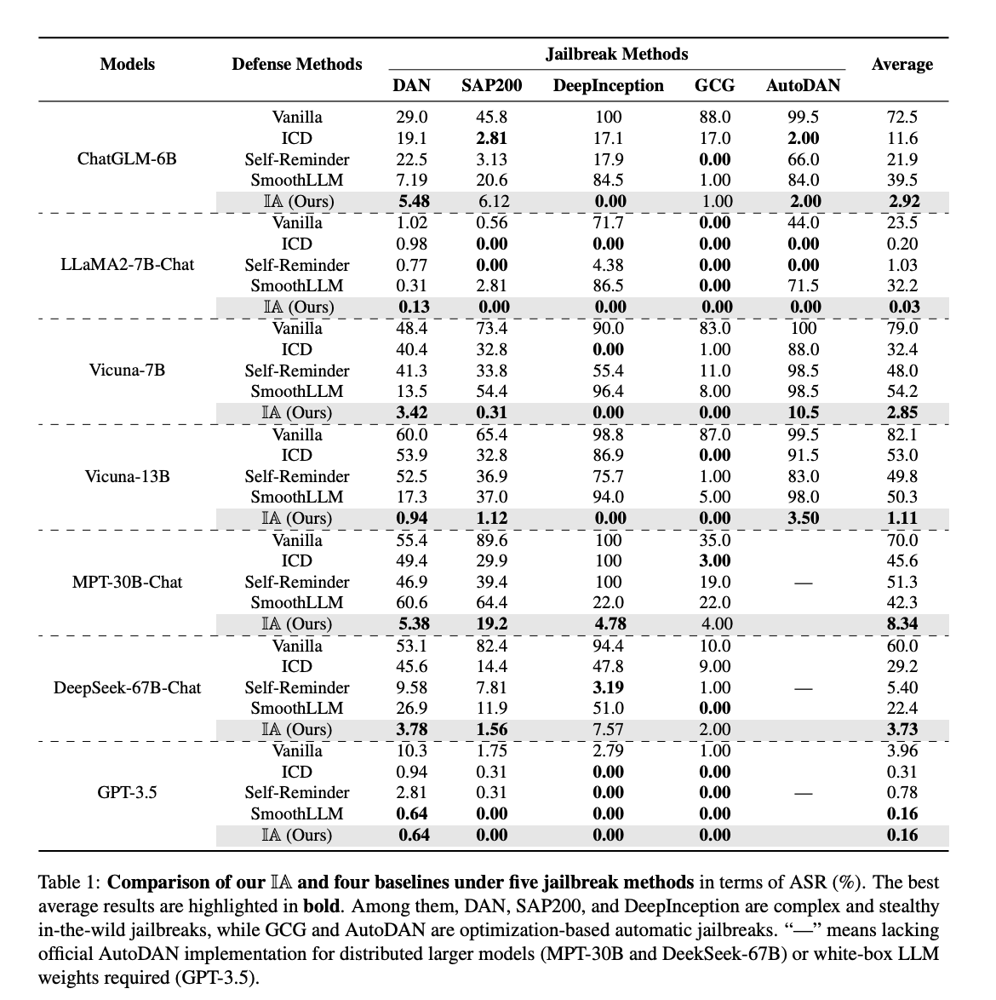 Models Defense Methods Jailbreak Methods Average
DAN SAP200 DeepInception GCG AutoDAN
Vanilla 29.0 45.8 100 88.0 99.5 72.5
ICD 19.1 2.81 17.1 17.0 2.00 11.6
ChatGLM-6B Self-Reminder 22.5 3.13 17.9 0.00 66.0 21.9
SmoothLLM 7.19 20.6 84.5 1.00 84.0 39.5
𝕀𝔸 (Ours) 5.48 6.12 0.00 1.00 2.00 2.92
Vanilla 1.02 0.56 71.7 0.00 44.0 23.5
ICD 0.98 0.00 0.00 0.00 0.00 0.20
LLaMA2-7B-Chat Self-Reminder 0.77 0.00 4.38 0.00 0.00 1.03
SmoothLLM 0.31 2.81 86.5 0.00 71.5 32.2
𝕀𝔸 (Ours) 0.13 0.00 0.00 0.00 0.00 0.03
Vanilla 48.4 73.4 90.0 83.0 100 79.0
ICD 40.4 32.8 0.00 1.00 88.0 32.4
Vicuna-7B Self-Reminder 41.3 33.8 55.4 11.0 98.5 48.0
SmoothLLM 13.5 54.4 96.4 8.00 98.5 54.2
𝕀𝔸 (Ours) 3.42 0.31 0.00 0.00 10.5 2.85
Vanilla 60.0 65.4 98.8 87.0 99.5 82.1
ICD 53.9 32.8 86.9 0.00 91.5 53.0
Vicuna-13B Self-Reminder 52.5 36.9 75.7 1.00 83.0 49.8
SmoothLLM 17.3 37.0 94.0 5.00 98.0 50.3
𝕀𝔸 (Ours) 0.94 1.12 0.00 0.00 3.50 1.11
Vanilla 55.4 89.6 100 35.0 70.0
ICD 49.4 29.9 100 3.00 45.6
MPT-30B-Chat Self-Reminder 46.9 39.4 100 19.0 — 51.3
SmoothLLM 60.6 64.4 22.0 22.0 42.3
𝕀𝔸 (Ours) 5.38 19.2 4.78 4.00 8.34
Vanilla 53.1 82.4 94.4 10.0 60.0
ICD 45.6 14.4 47.8 9.00 29.2
DeepSeek-67B-Chat Self-Reminder 9.58 7.81 3.19 1.00 — 5.40
SmoothLLM 26.9 11.9 51.0 0.00 22.4
𝕀𝔸 (Ours) 3.78 1.56 7.57 2.00 3.73
Vanilla 10.3 1.75 2.79 1.00 3.96
ICD 0.94 0.31 0.00 0.00 0.31
GPT-3.5 Self-Reminder 2.81 0.31 0.00 0.00 — 0.78
SmoothLLM 0.64 0.00 0.00 0.00 0.16
𝕀𝔸 (Ours) 0.64 0.00 0.00 0.00 0.16
Table 1: Comparison of our 𝕀𝔸 and four baselines under five jailbreak methods in terms of ASR (%). The best
average results are highlighted in bold. Among them, DAN, SAP200, and DeepInception are complex and stealthy
in-the-wild jailbreaks, while GCG and AutoDAN are optimization-based automatic jailbreaks. “—” means lacking
official AutoDAN implementation for distributed larger models (MPT-30B and DeekSeek-67B) or white-box LLM
weights required (GPT-3.5).